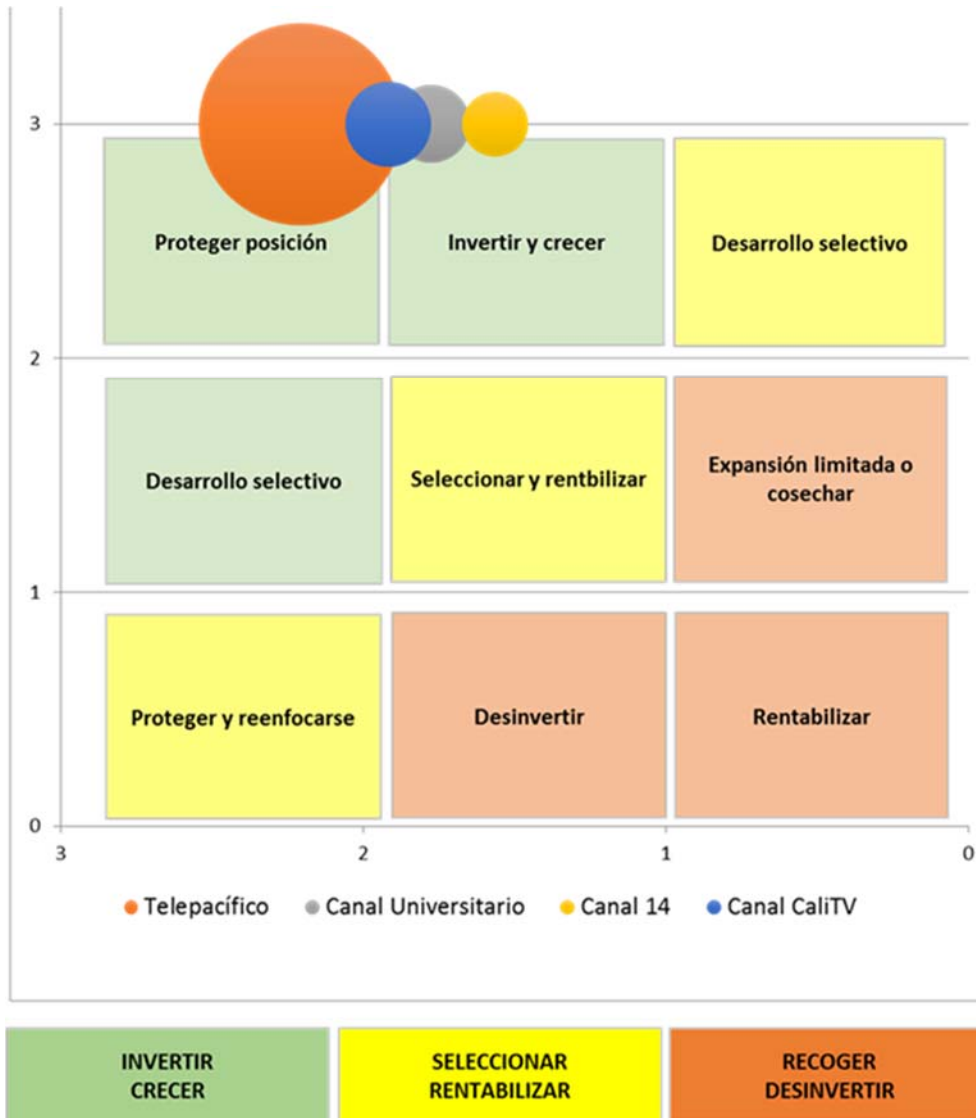 3
Proteger posición
Invertir y crecer
Desarrollo selectivo
2
Desarrollo selectivo
Seleccionar y rentbilizar
Expansión limitada o
cosechar
1
Proteger y reenfocarse
Desinvertir
Rentabilizar
0
3
2
1
0
Telepacífico
Canal Universitario
Canal 14
Canal CaliTV
INVERTIR
CRECER
SELECCIONAR
RENTABILIZAR
RECOGER
DESINVERTIR